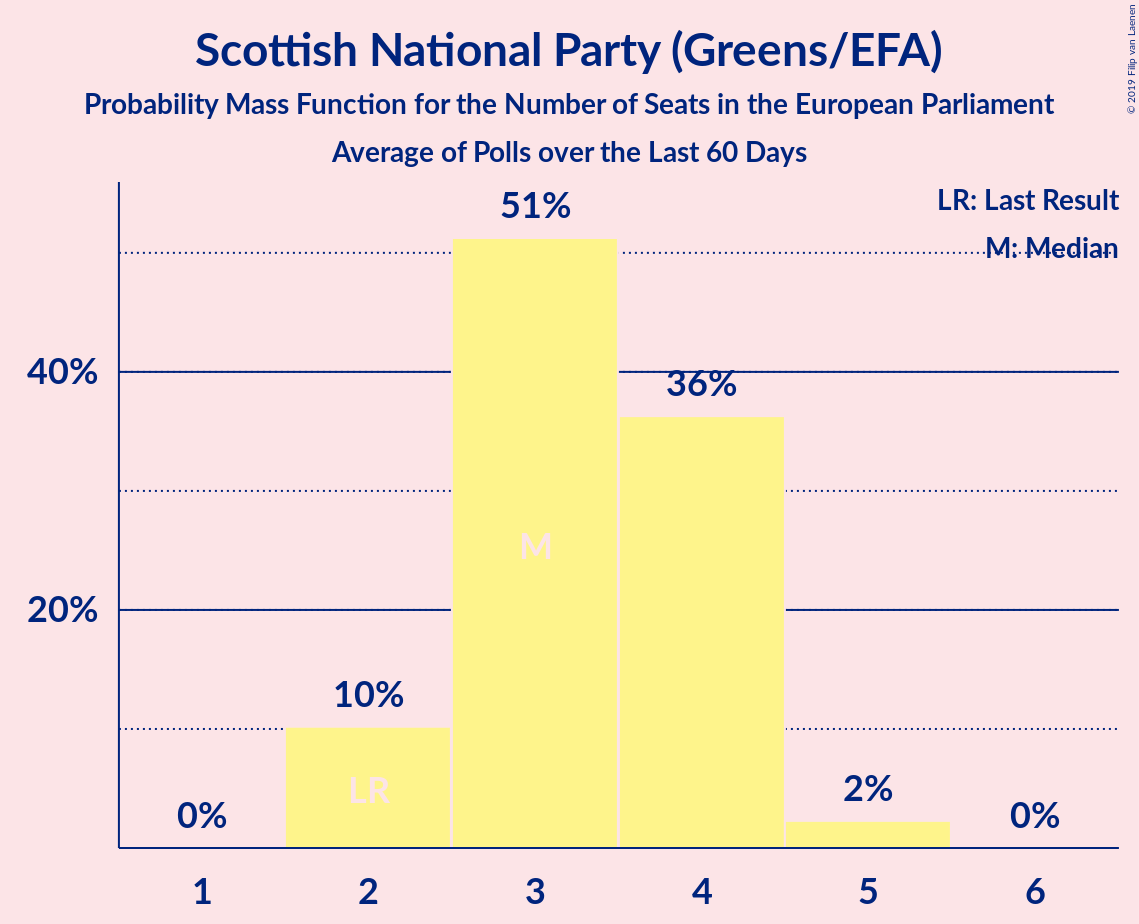 Scottish National Party (Greens/EFA)
Probability Mass Function for the Number of Seats in the European Parliament
Average of Polls over the Last 60 Days
© 2019 Filip van Laenen
LR: Last Result
M: Median
51%
40%
36%
M
20%
10%
LR
2%
0%
0%
1 2 3 4 5 6